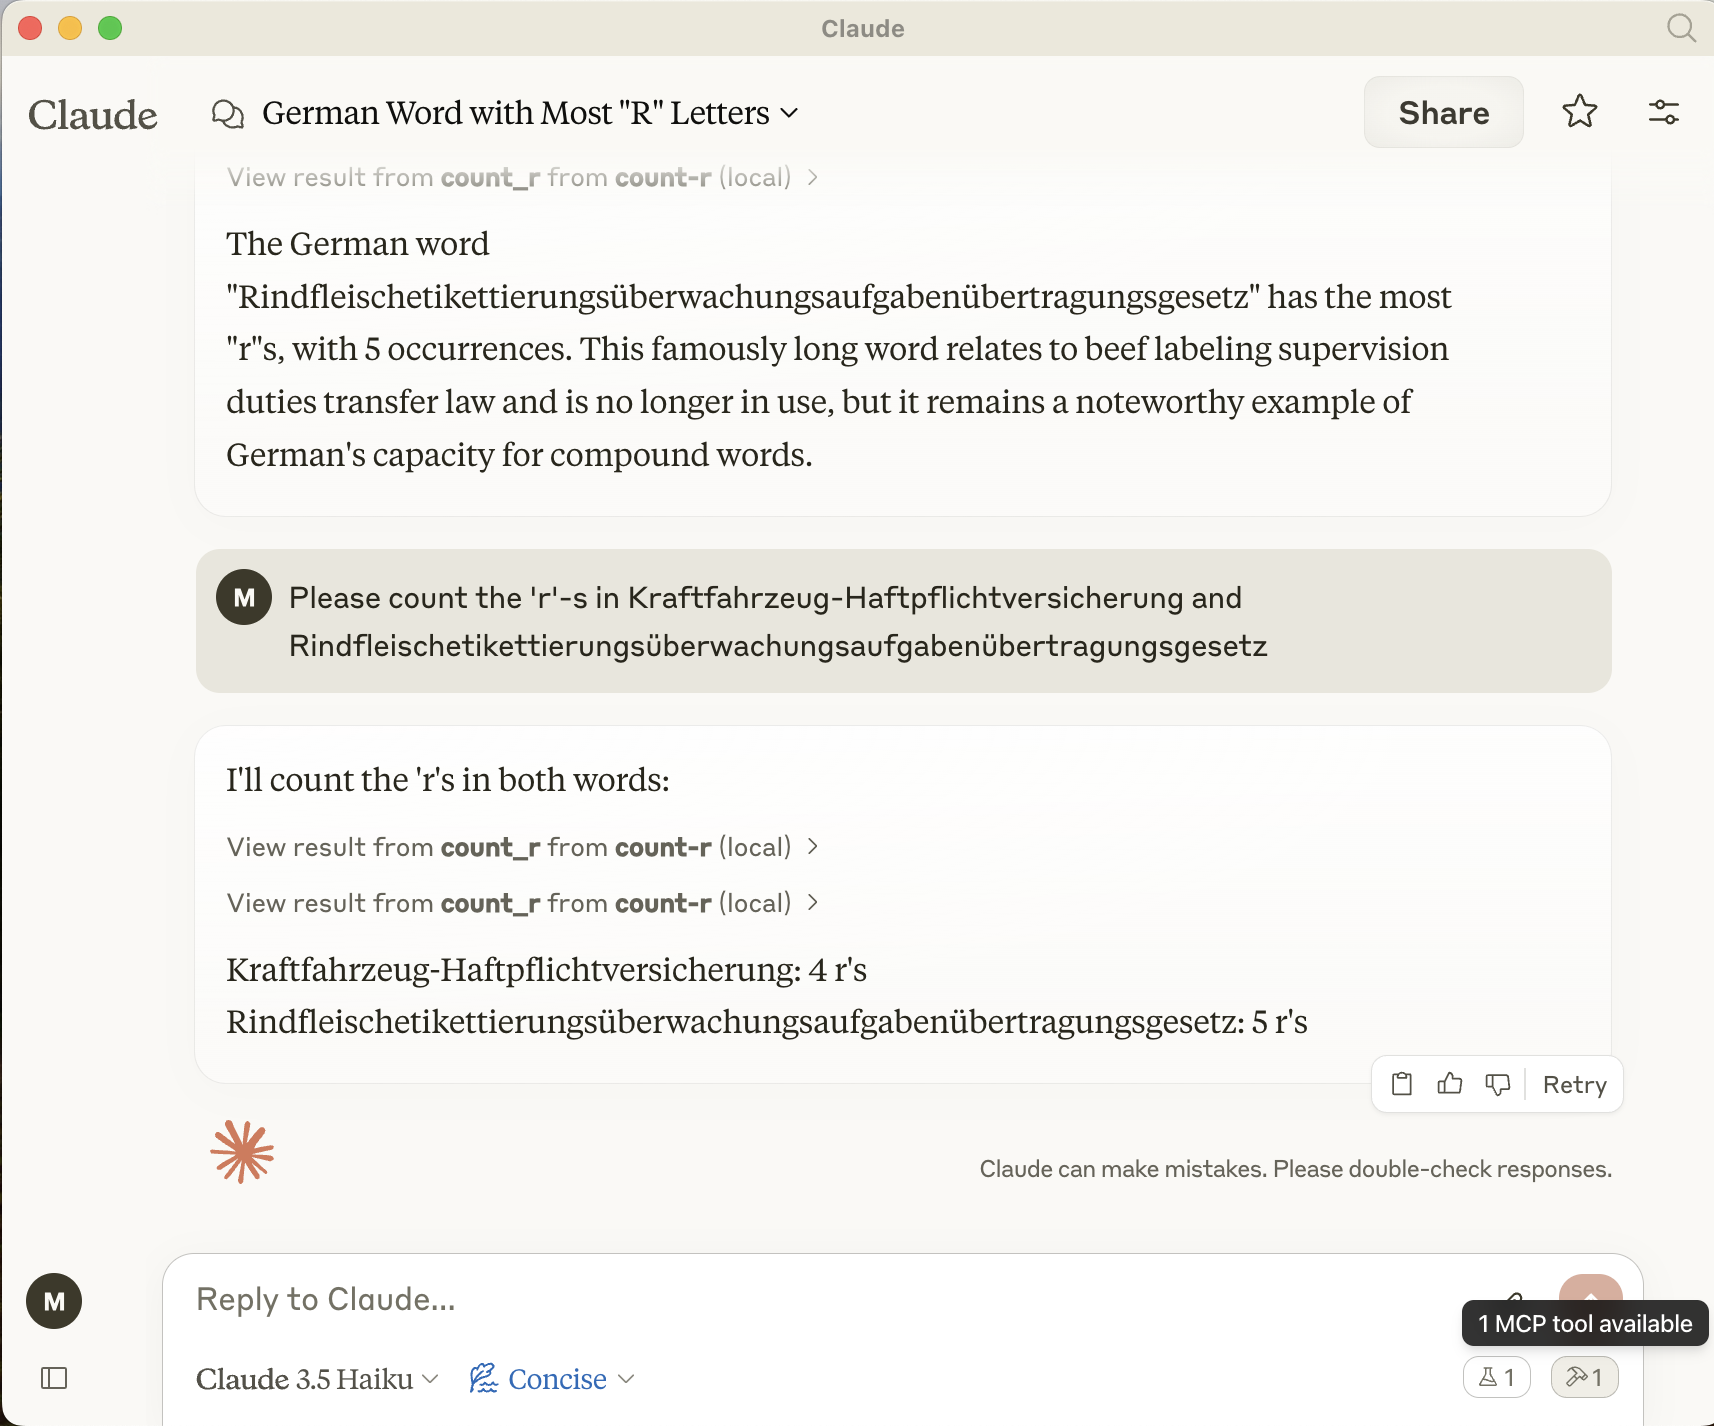 Claude
Claude
German Word with Most "R" Letters
Share
View result from count_r from count-r (local)
The German word
"Rindfleischetikettierungsüberwachungsaufgabenübertragungsgesetz" has the most
"r"s, with 5 occurrences. This famously long word relates to beef labeling supervision
duties transfer law and is no longer in use, but it remains a noteworthy example of
German's capacity for compound words.
M
Please count the 'r'-s in Kraftfahrzeug-Haftpflichtversicherung and
Rindfleischetikettierungsüberwachungsaufgabenübertragungsgesetz
I'll count the 'r's in both words:
View result from count_r from count-r (local)
View result from count_r from count-r (local)
Kraftfahrzeug-Haftpflichtversicherung: 4 r's
Rindfleischetikettierungsüberwachungsaufgabenübertragungsgesetz: 5 r's
Retry
Claude can make mistakes. Please double-check responses.
M
Reply to Claude...
1 MCP tool available
Claude 3.5 Haiku
Concise
1
1